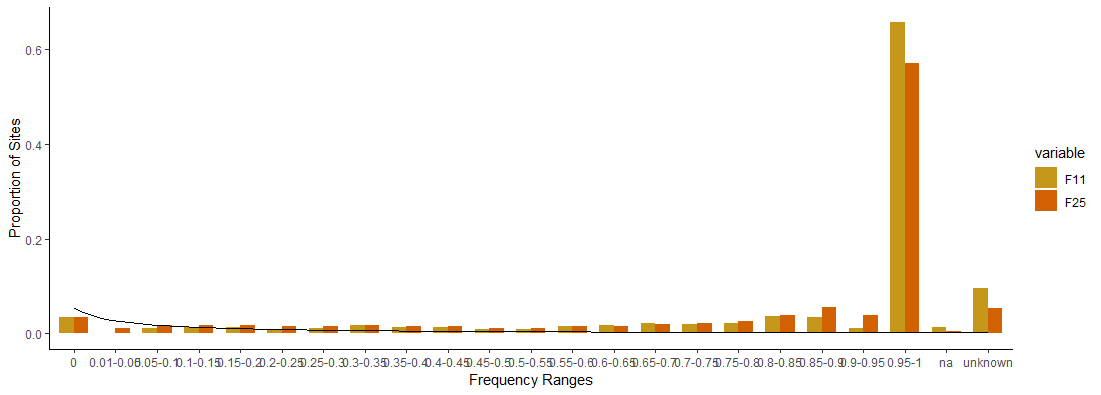 Proportion of Sites
0.6
0.4
0.2
0.0
0 0.01-0.05 0.05-0.1 0.1-0.15 0.15-0.2 0.2-0.25 0.25-0.3 0.3-0.35 0.35-0.4 0.4-0.45 0.45-0.5 0.5-0.55 0.55-0.6 0.6-0.65 0.65-0.7 0.7-0.75 0.75-0.8 0.8-0.85 0.85-0.9 0.9-0.95 0.95-1 na unknown
Frequency Ranges
variable
F11
F25